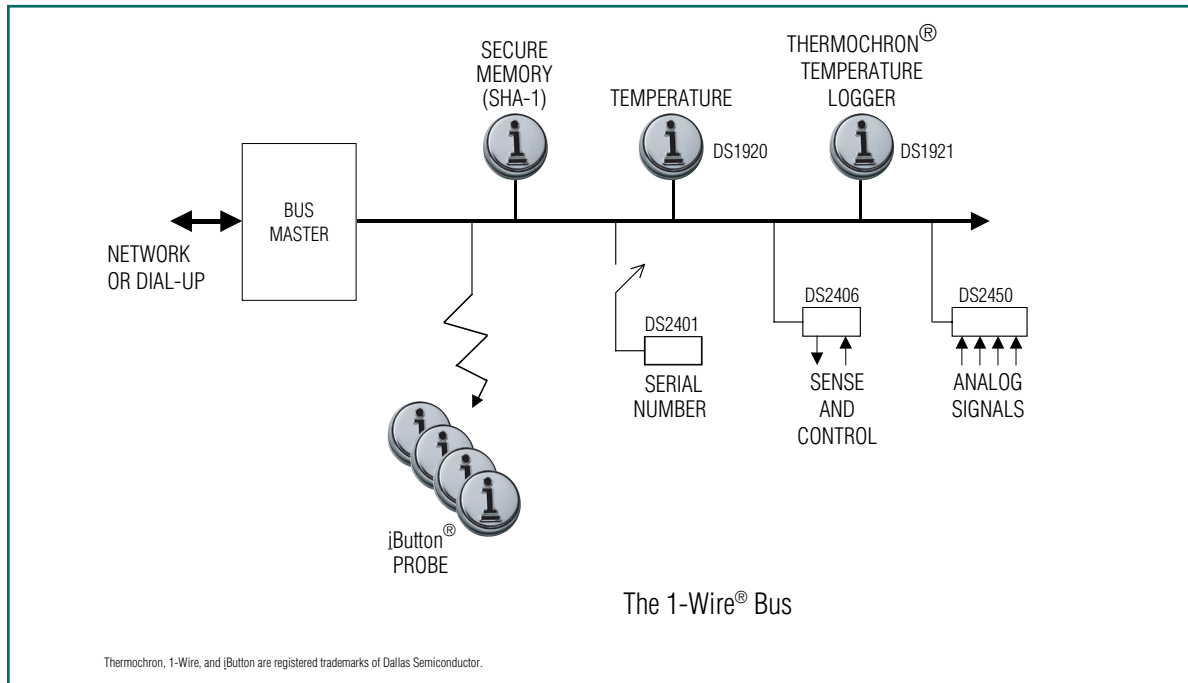 SECURE
MEMORY
(SHA-1)
TEMPERATURE
DS1920
THERMOCHRON®
TEMPERATURE
LOGGER
DS1921
BUS
MASTER
NETWORK
OR DIAL-UP
DS2401
SERIAL
NUMBER
DS2406
SENSE
AND
CONTROL
DS2450
ANALOG
SIGNALS
iButton®
PROBE
The 1-Wire® Bus
Thermochron, 1-Wire, and iButton are registered trademarks of Dallas Semiconductor.